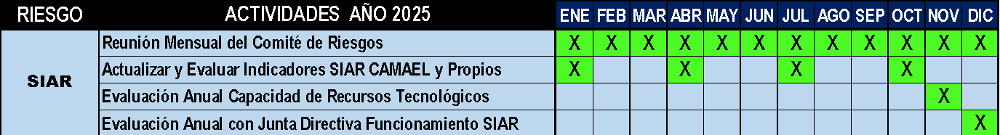 RIESGO ACTIVIDADES AÑO 2025 ENE FEB MAR ABR MAY JUN JUL AGO SEP OCT NOV DIC
SIAR
Reunión Mensual del Comité de Riesgos X X X X X X X X X X X X
Actualizar y Evaluar Indicadores SIAR CAMAEL y Propios X X X X
Evaluación Anual Capacidad de Recursos Tecnológicos X
Evaluación Anual con Junta Directiva Funcionamiento SIAR X